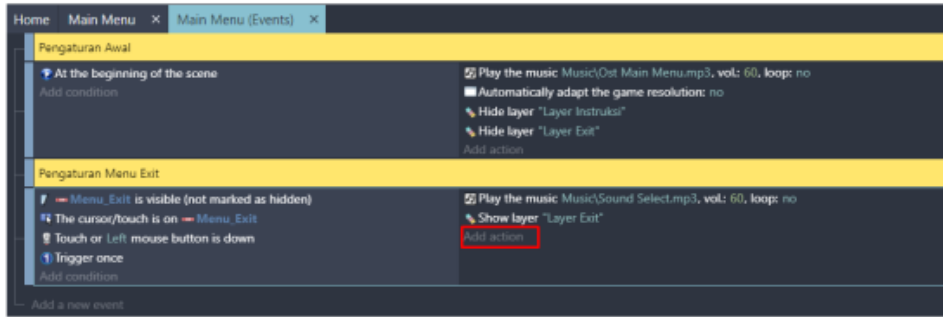 Home Main Menu × Main Menu (Events) ×
Pengaturan Awal
At the beginning of the scene
Add condition
Play the music Music\Ost Main Menu.mp3, vol.: 60, loop: no
Automatically adapt the game resolution: no
Hide layer "Layer Instruksi"
Hide layer "Layer Exit"
Add action
Pengaturan Menu Exit
Menu_Exit is visible (not marked as hidden)
The cursor/touch is on Menu_Exit
Touch or Left mouse button is down
Trigger once
Add condition
Play the music Music\Sound Select.mp3, vol.: 60, loop: no
Show layer "Layer Exit"
Add action
Add a new event